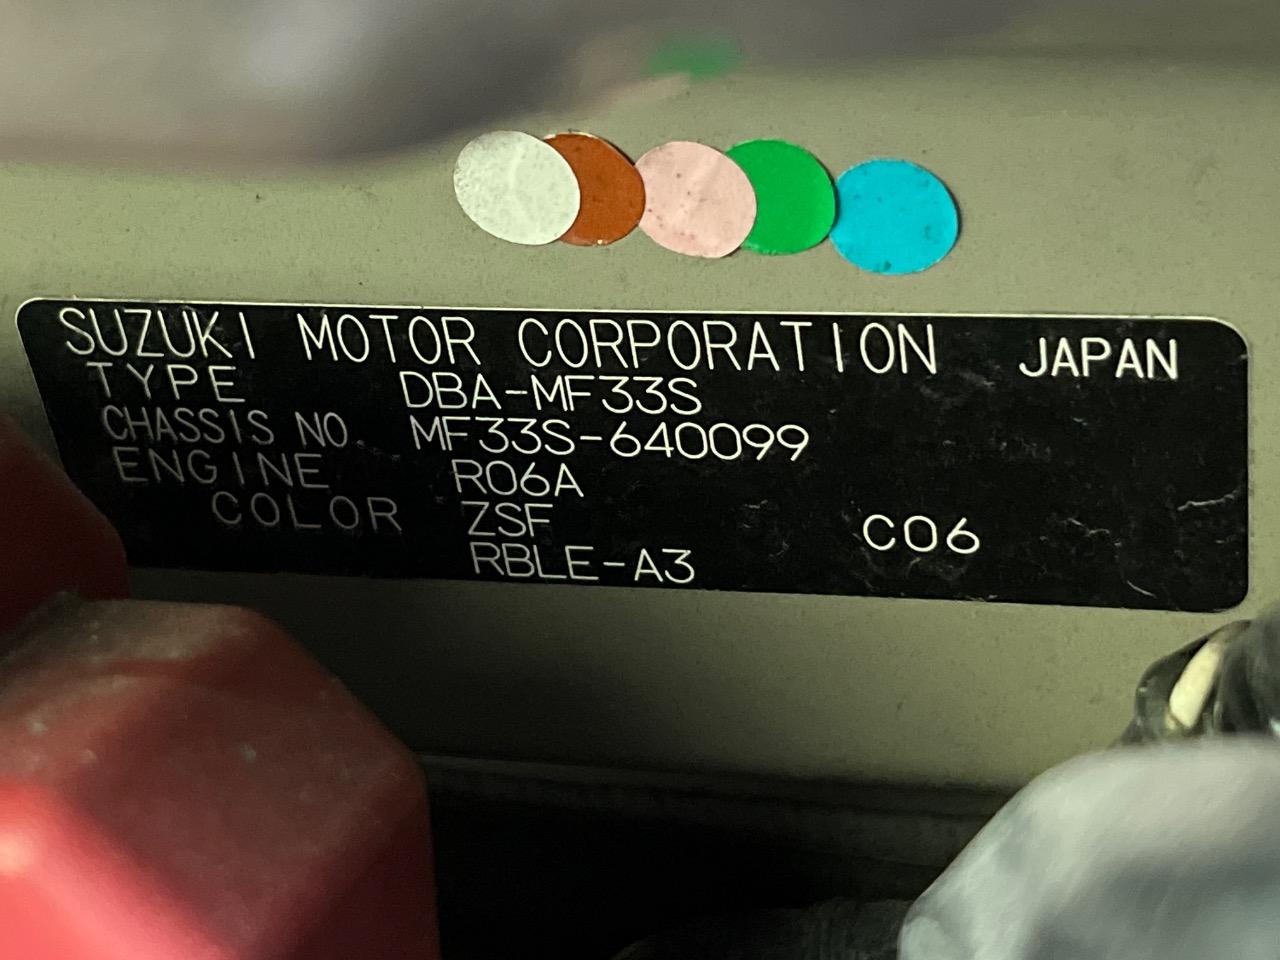 SUZUKI MOTOR CORPORATION JAPAN
TYPE DBA-MF33S
CHASSIS NO. MF33S-640099
ENGINE R06A
COLOR ZSF C06
RBLE-A3